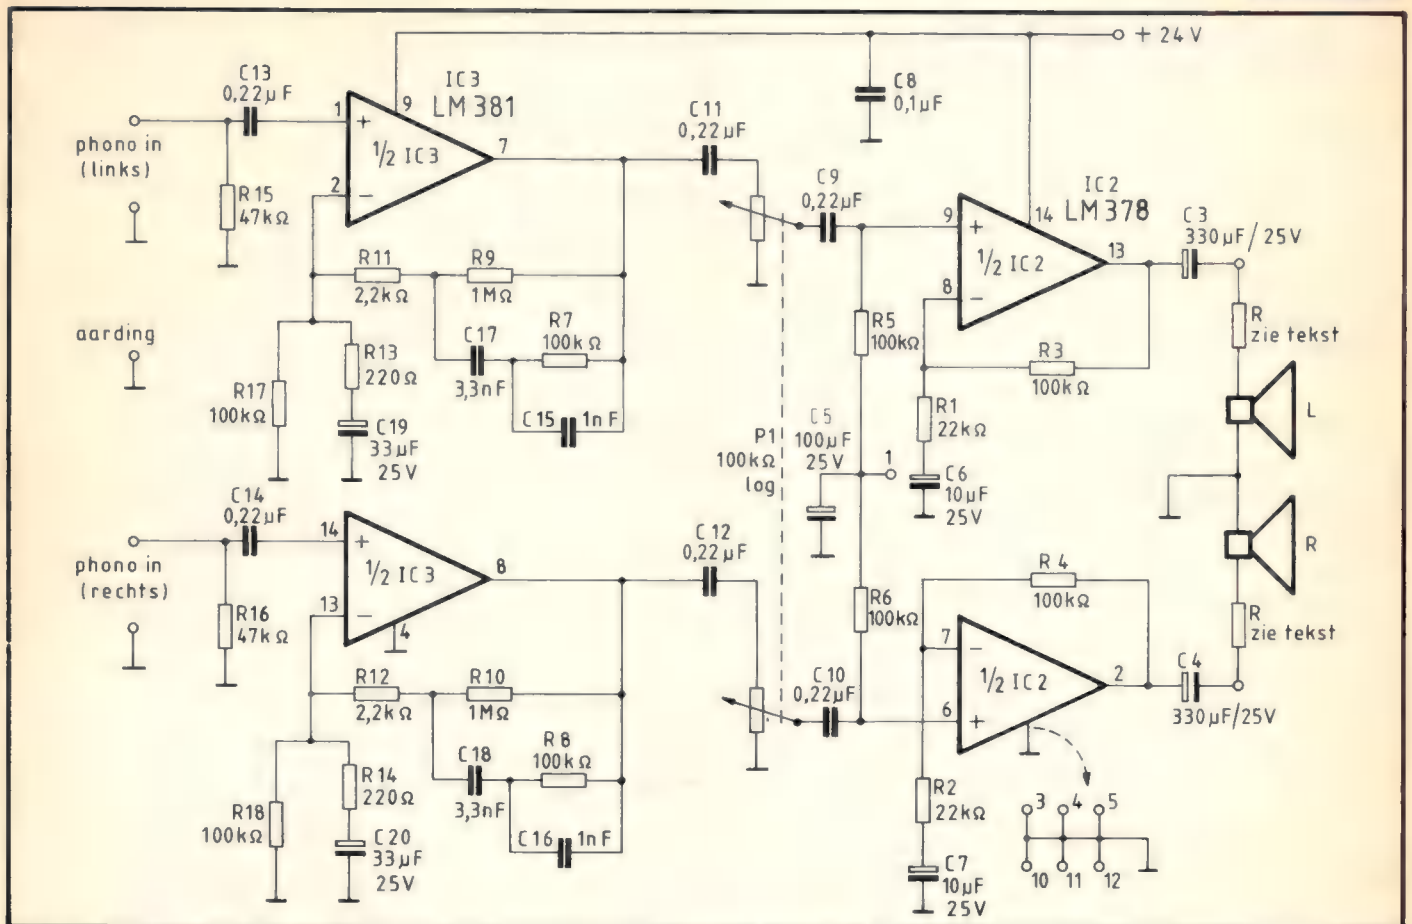 + 24 V
C13
0,22µF
IC3
LM381
C8
0,1µF
C11
0,22µF
1
9
+
½ IC3
7
2
−
phono in
(links)
R15
47kΩ
C9
0,22µF
IC2
LM378
C3
330µF/25V
9
14
+
½ IC2
13
8
−
R11
2,2kΩ
R9
1MΩ
R7
100kΩ
C17
3,3nF
C15
1nF
aarding
R13
220Ω
R17
100kΩ
C19
33µF
25V
R5
100kΩ
R3
100kΩ
R
zie tekst
L
R1
22kΩ
P1
100kΩ
log
C5
100µF
25V
1
C6
10µF
25V
C14
0,22µF
14
+
½ IC3
8
13
−
4
phono in
(rechts)
R16
47kΩ
C12
0,22µF
R
R 4
100kΩ
R6
100kΩ
R
zie tekst
C10
0,22µF
7
−
½ IC2
2
6
+
C4
330µF/25V
R12
2,2kΩ
R10
1MΩ
R 8
100kΩ
C18
3,3nF
C16
1nF
R14
220Ω
R18
100kΩ
C20
33µF
25V
R2
22kΩ
C7
10µF
25V
3
4
5
10
11
12